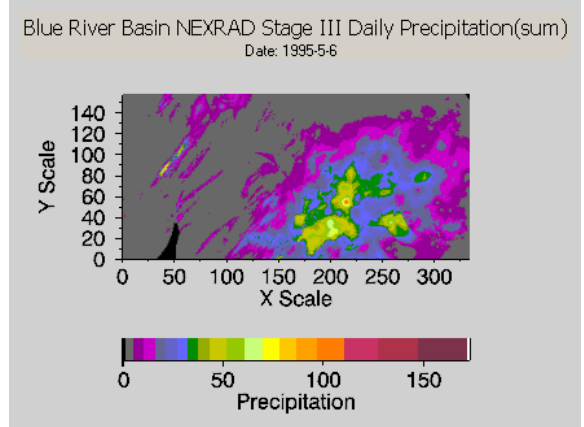 Blue River Basin NEXRAD Stage III Daily Precipitation(sum)
Date: 1995-5-6
Y Scale
140
120
100
80
60
40
20
0
0 50 100 150 200 250 300
X Scale
0 50 100 150
Precipitation